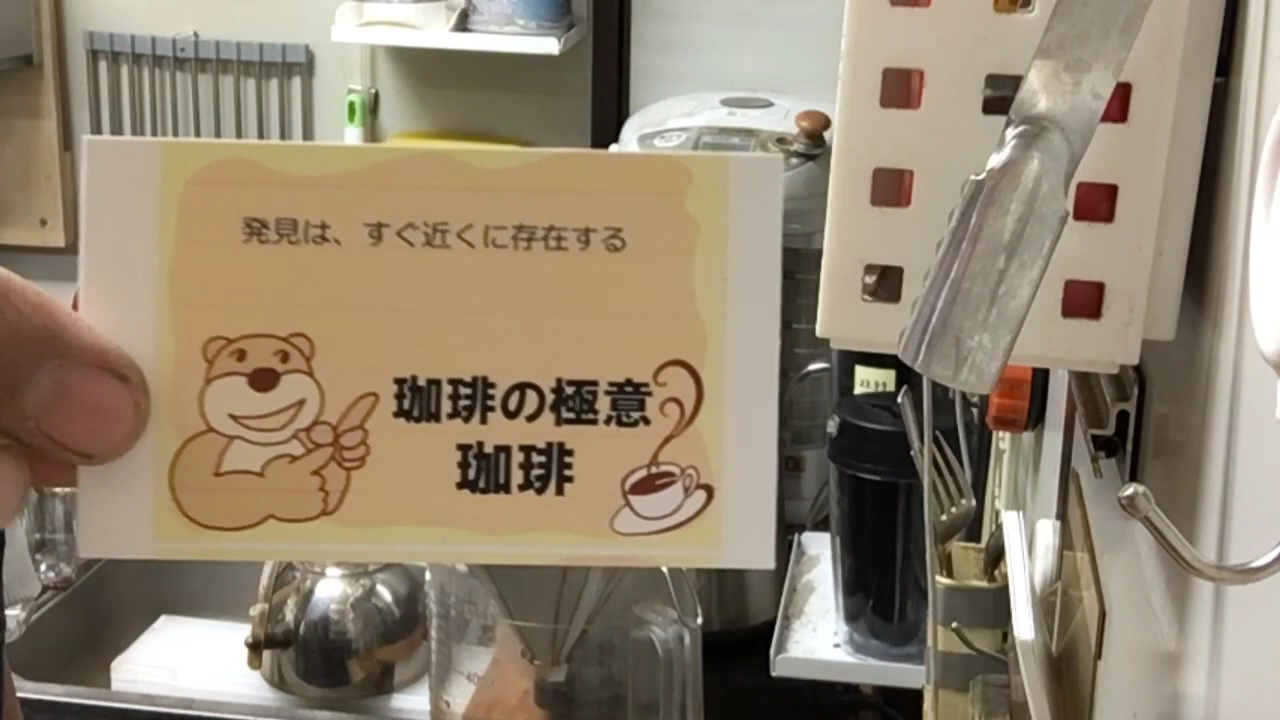 発見は、すぐ近くに存在する
珈琲の極意
珈琲